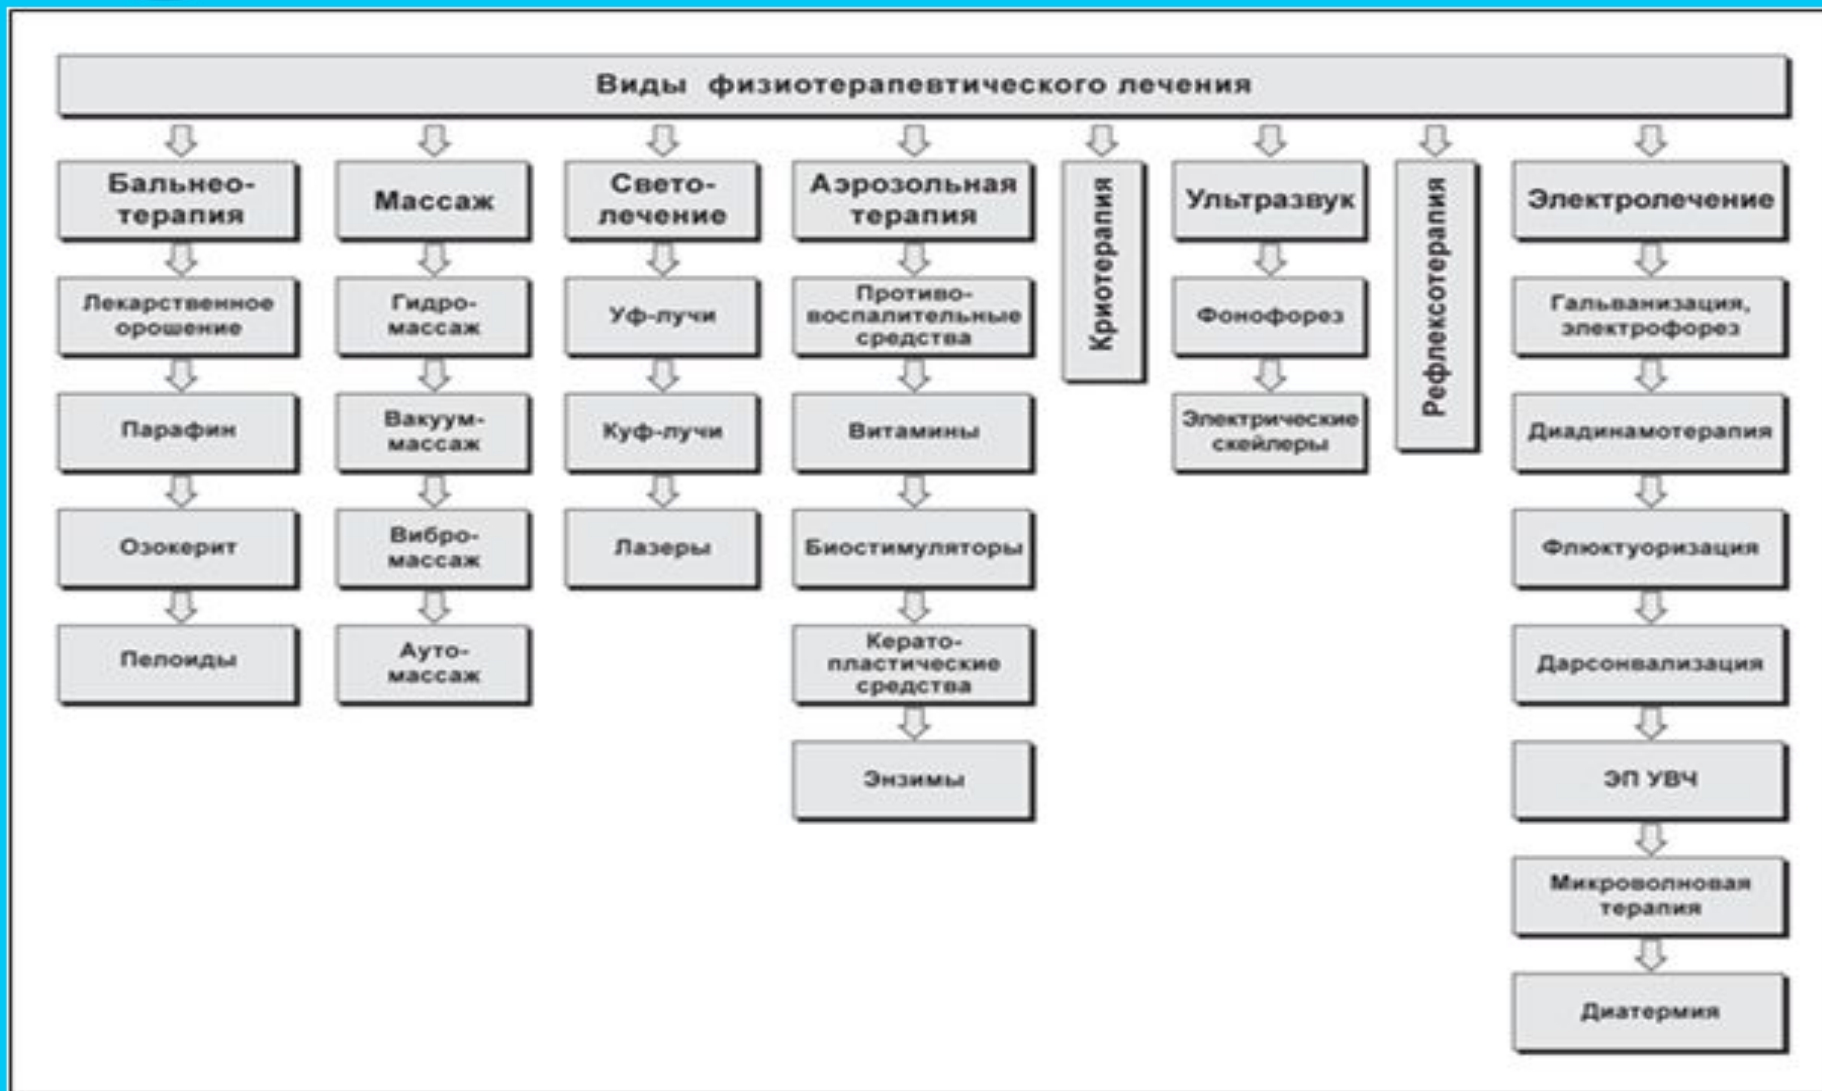 Виды физиотерапевтического лечения
Бальнео-
терапия
Лекарственное
орошение
Парафин
Озокерит
Пелоиды
Массаж
Гидро-
массаж
Вакуум-
массаж
Вибро-
массаж
Ауто-
массаж
Свето-
лечение
Уф-лучи
Куф-лучи
Лазеры
Аэрозольная
терапия
Противо-
воспалительные
средства
Витамины
Биостимуляторы
Керато-
пластические
средства
Энзимы
Криотерапия
Ультразвук
Фонофорез
Электрические
скейлеры
Рефлексотерапия
Электролечение
Гальванизация,
электрофорез
Диадинамотерапия
Флюктуоризация
Дарсонвализация
ЭП УВЧ
Микроволновая
терапия
Диатермия